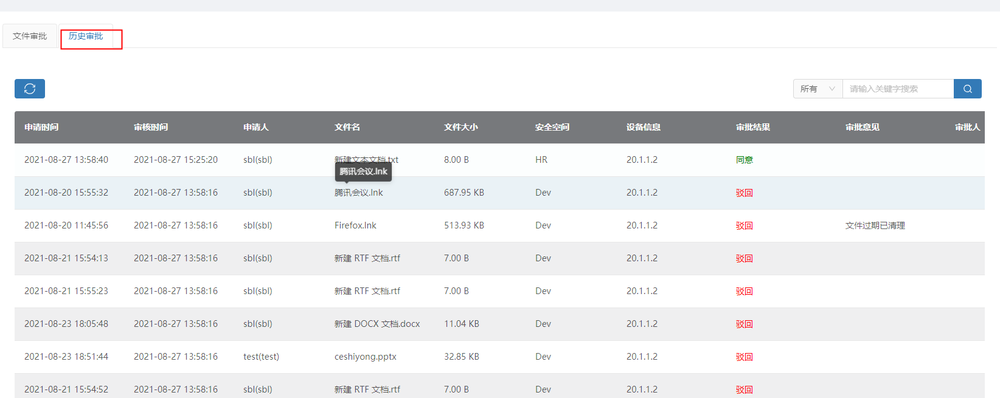 文件审批 历史审批
所有 请输入关键字搜索
申请时间 审核时间 申请人 文件名 文件大小 安全空间 设备信息 审批结果 审批意见 审批人
2021-08-27 13:58:40 2021-08-27 15:25:20 sbl(sbl) 新建文本文档.txt 8.00 B HR 20.1.1.2 同意
腾讯会议.lnk
2021-08-20 15:55:32 2021-08-27 13:58:16 sbl(sbl) 腾讯会议.lnk 687.95 KB Dev 20.1.1.2 驳回
2021-08-20 11:45:56 2021-08-27 13:58:16 sbl(sbl) Firefox.lnk 513.93 KB Dev 20.1.1.2 驳回 文件过期已清理
2021-08-21 15:54:13 2021-08-27 13:58:16 sbl(sbl) 新建 RTF 文档.rtf 7.00 B Dev 20.1.1.2 驳回
2021-08-21 15:55:23 2021-08-27 13:58:16 sbl(sbl) 新建 RTF 文档.rtf 7.00 B Dev 20.1.1.2 驳回
2021-08-23 18:05:48 2021-08-27 13:58:16 sbl(sbl) 新建 DOCX 文档.docx 11.04 KB Dev 20.1.1.2 驳回
2021-08-23 18:51:44 2021-08-27 13:58:16 test(test) ceshiyong.pptx 32.85 KB Dev 20.1.1.2 驳回
2021-08-21 15:54:52 2021-08-27 13:58:16 sbl(sbl) 新建 RTF 文档.rtf 7.00 B Dev 20.1.1.2 驳回